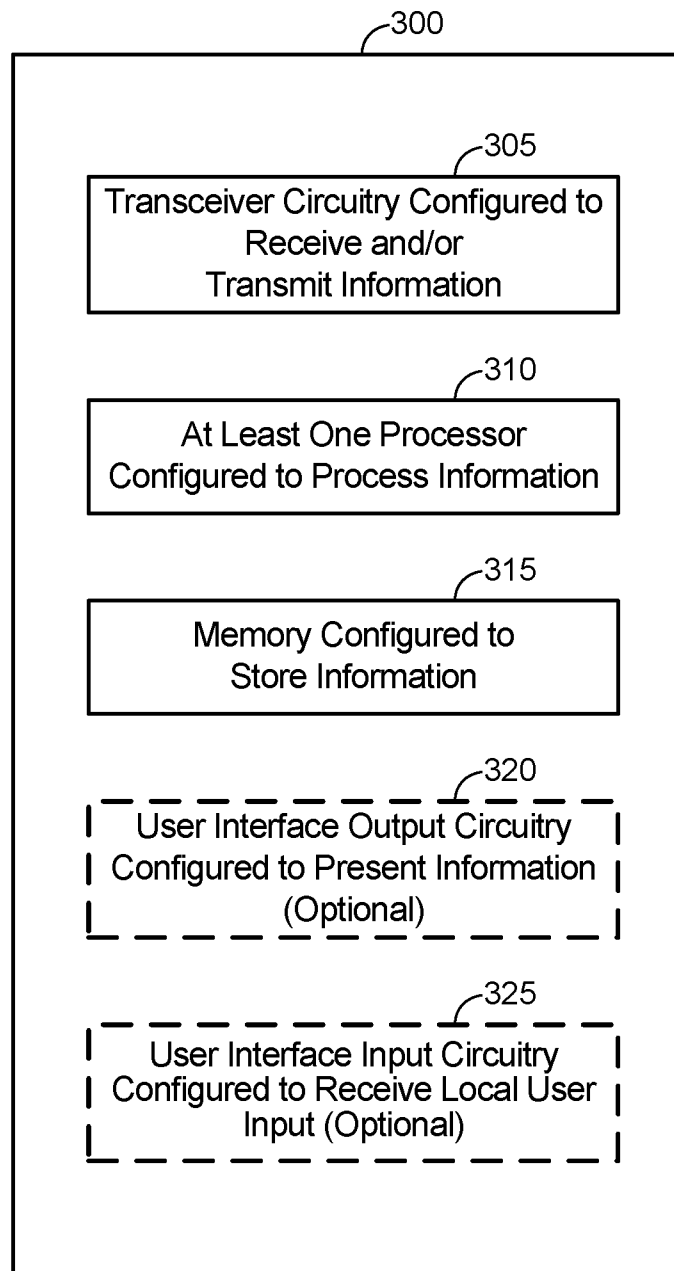 300
305
Transceiver Circuitry Configured to
Receive and/or
Transmit Information
310
At Least One Processor
Configured to Process Information
315
Memory Configured to
Store Information
320
User Interface Output Circuitry
Configured to Present Information
(Optional)
325
User Interface Input Circuitry
Configured to Receive Local User
Input (Optional)